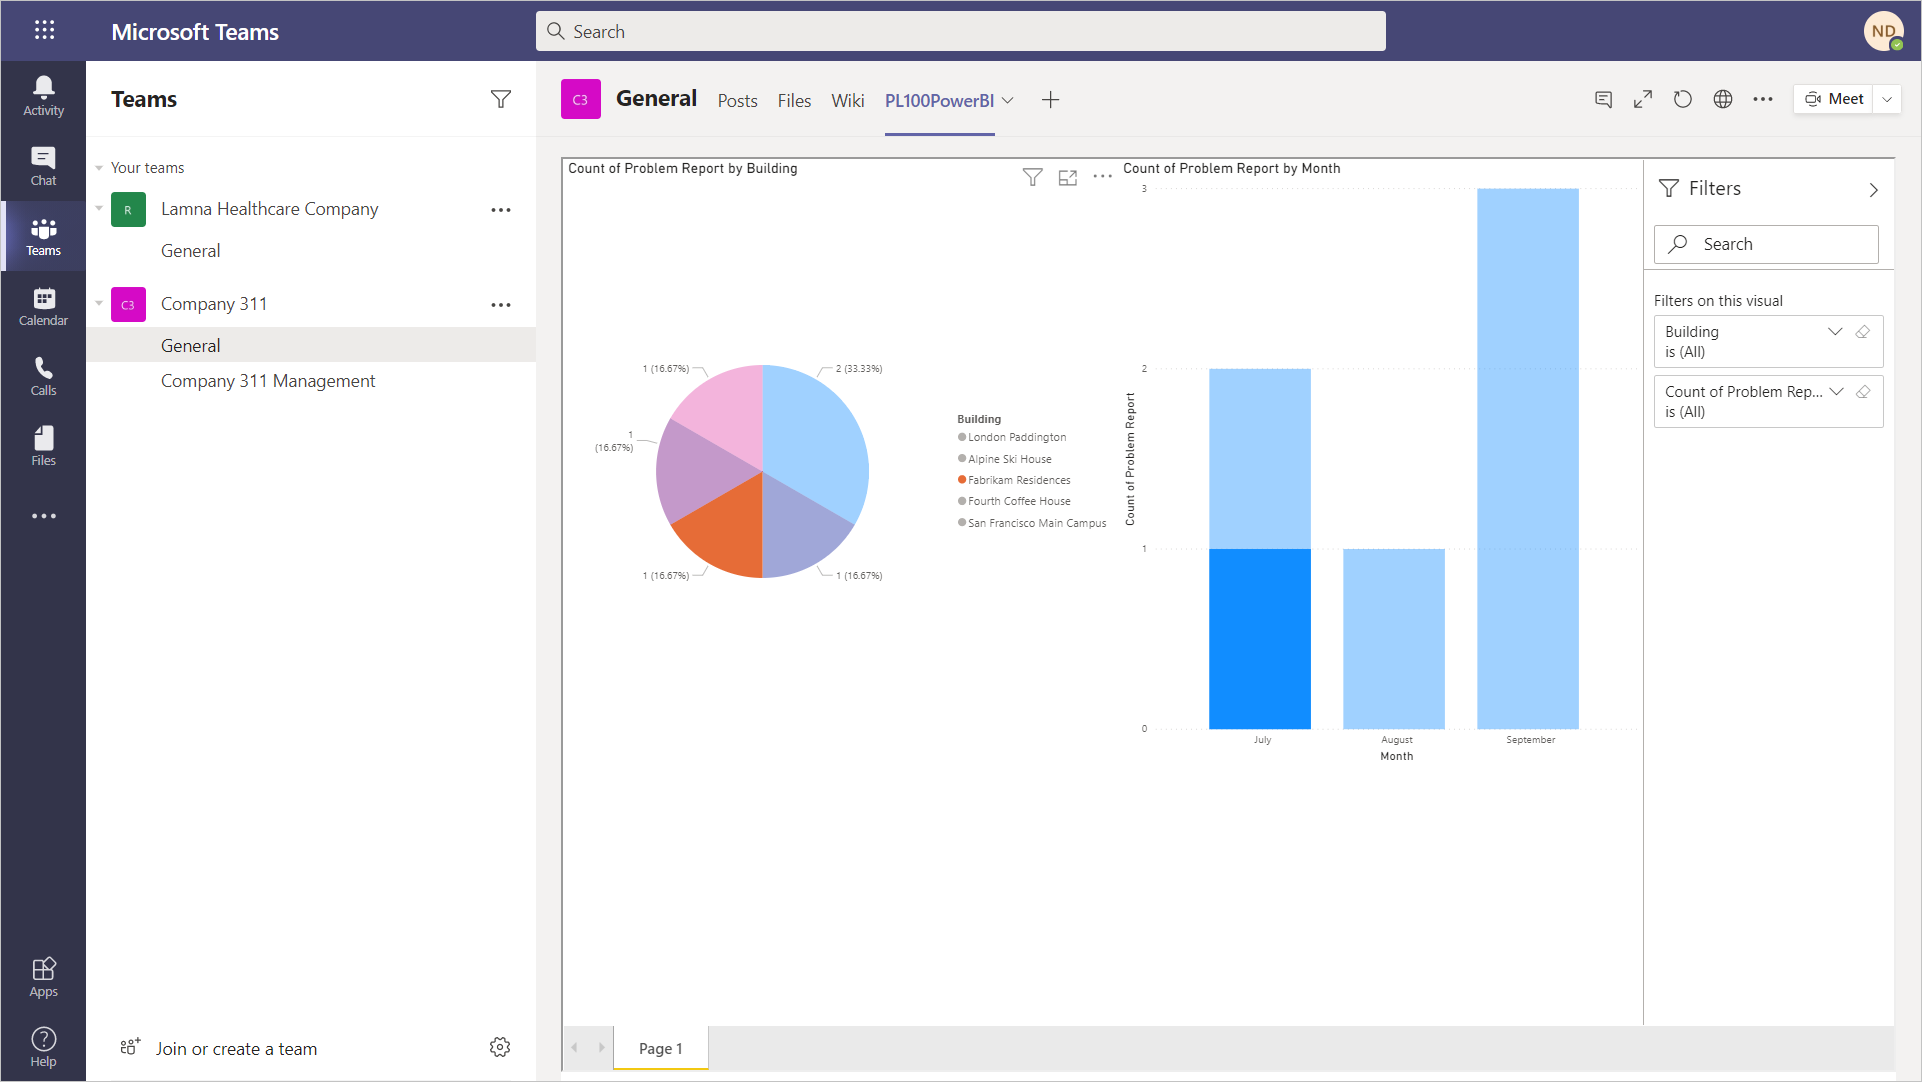 Microsoft Teams
Search
ND
Activity
Chat
Teams
Calendar
Calls
Files
Apps
Help
Teams
Your teams
R
Lamna Healthcare Company
General
C3
Company 311
General
Company 311 Management
Join or create a team
C3
General
Posts
Files
Wiki
PL100PowerBI
Meet
Count of Problem Report by Building
1 (16.67%)
2 (33.33%)
1
(16.67%)
1 (16.67%)
1 (16.67%)
Building
London Paddington
Alpine Ski House
Fabrikam Residences
Fourth Coffee House
San Francisco Main Campus
Count of Problem Report by Month
3
2
1
0
Count of Problem Report
July
August
September
Month
Filters
Search
Filters on this visual
Building
is (All)
Count of Problem Rep...
is (All)
Page 1